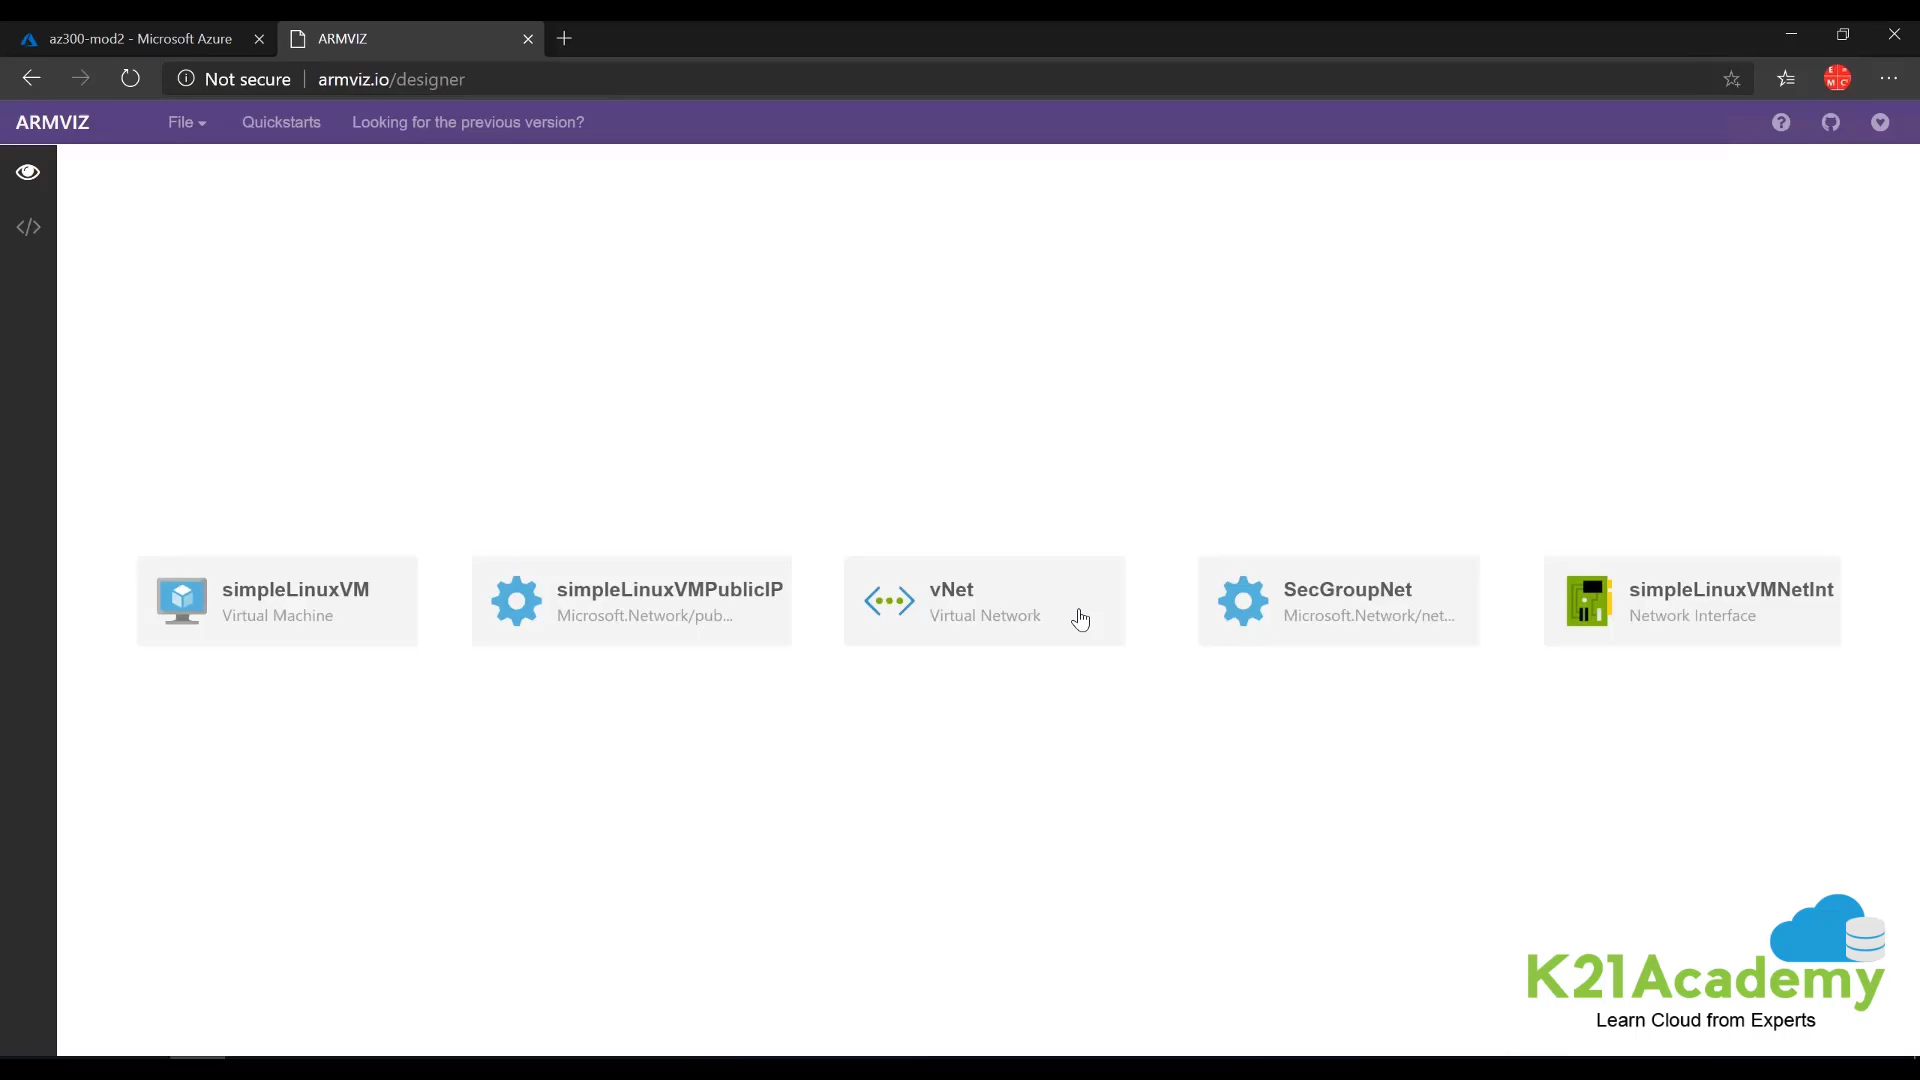 az300-mod2 - Microsoft Azure
ARMVIZ
Not secure
armviz.io/designer
ARMVIZ
File
Quickstarts
Looking for the previous version?
simpleLinuxVM
Virtual Machine
simpleLinuxVMPublicIP
Microsoft.Network/pub...
vNet
Virtual Network
SecGroupNet
Microsoft.Network/net...
simpleLinuxVMNetInt
Network Interface
K21Academy
Learn Cloud from Experts